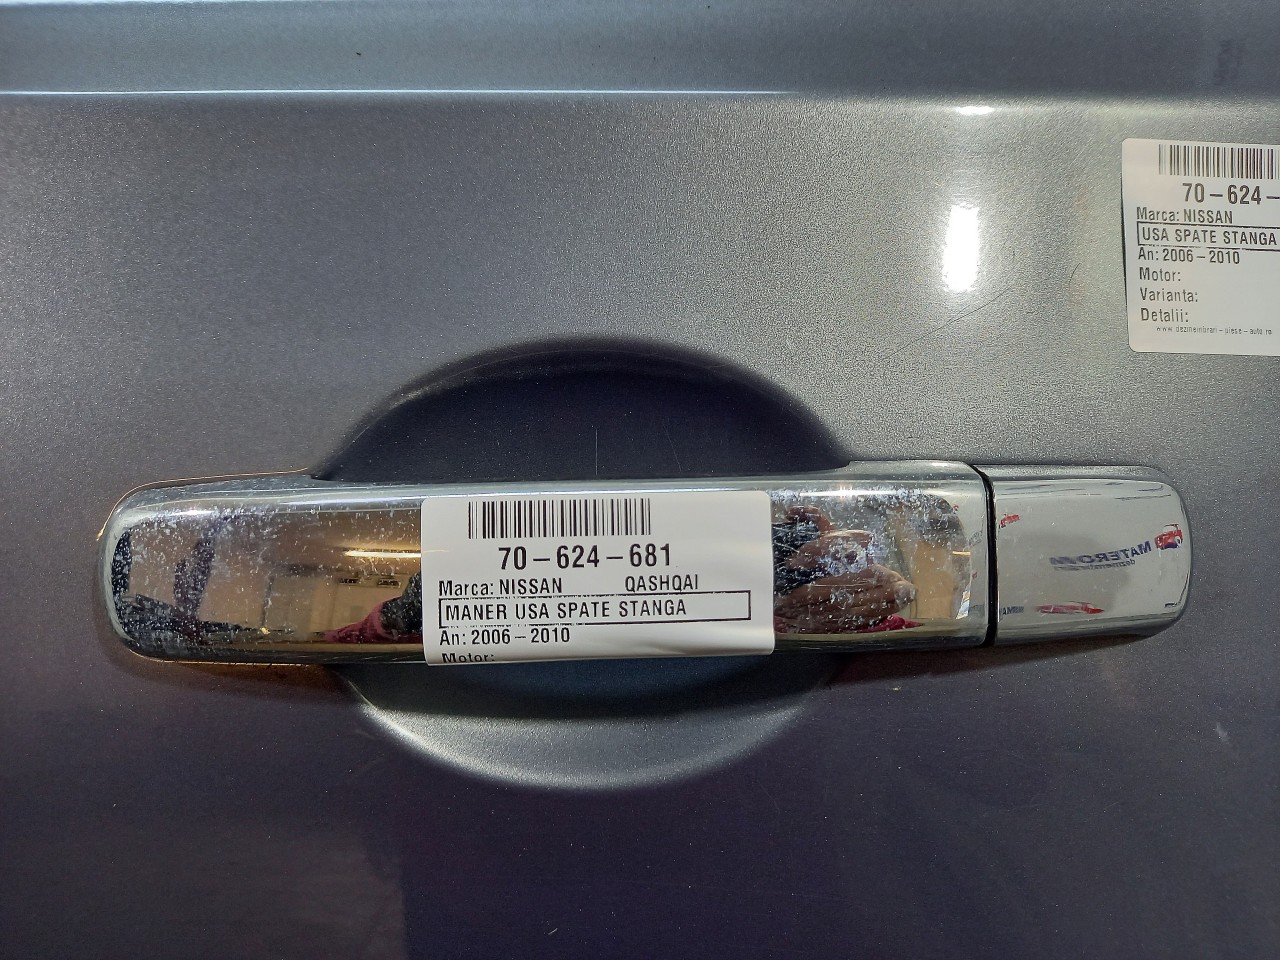 70-624-681
Marca: NISSAN QASHQAI
MANER USA SPATE STANGA
An: 2006-2010
Motor:
70-624-
Marca: NISSAN
USA SPATE STANGA
An: 2006-2010
Motor:
Varianta:
Detalii: